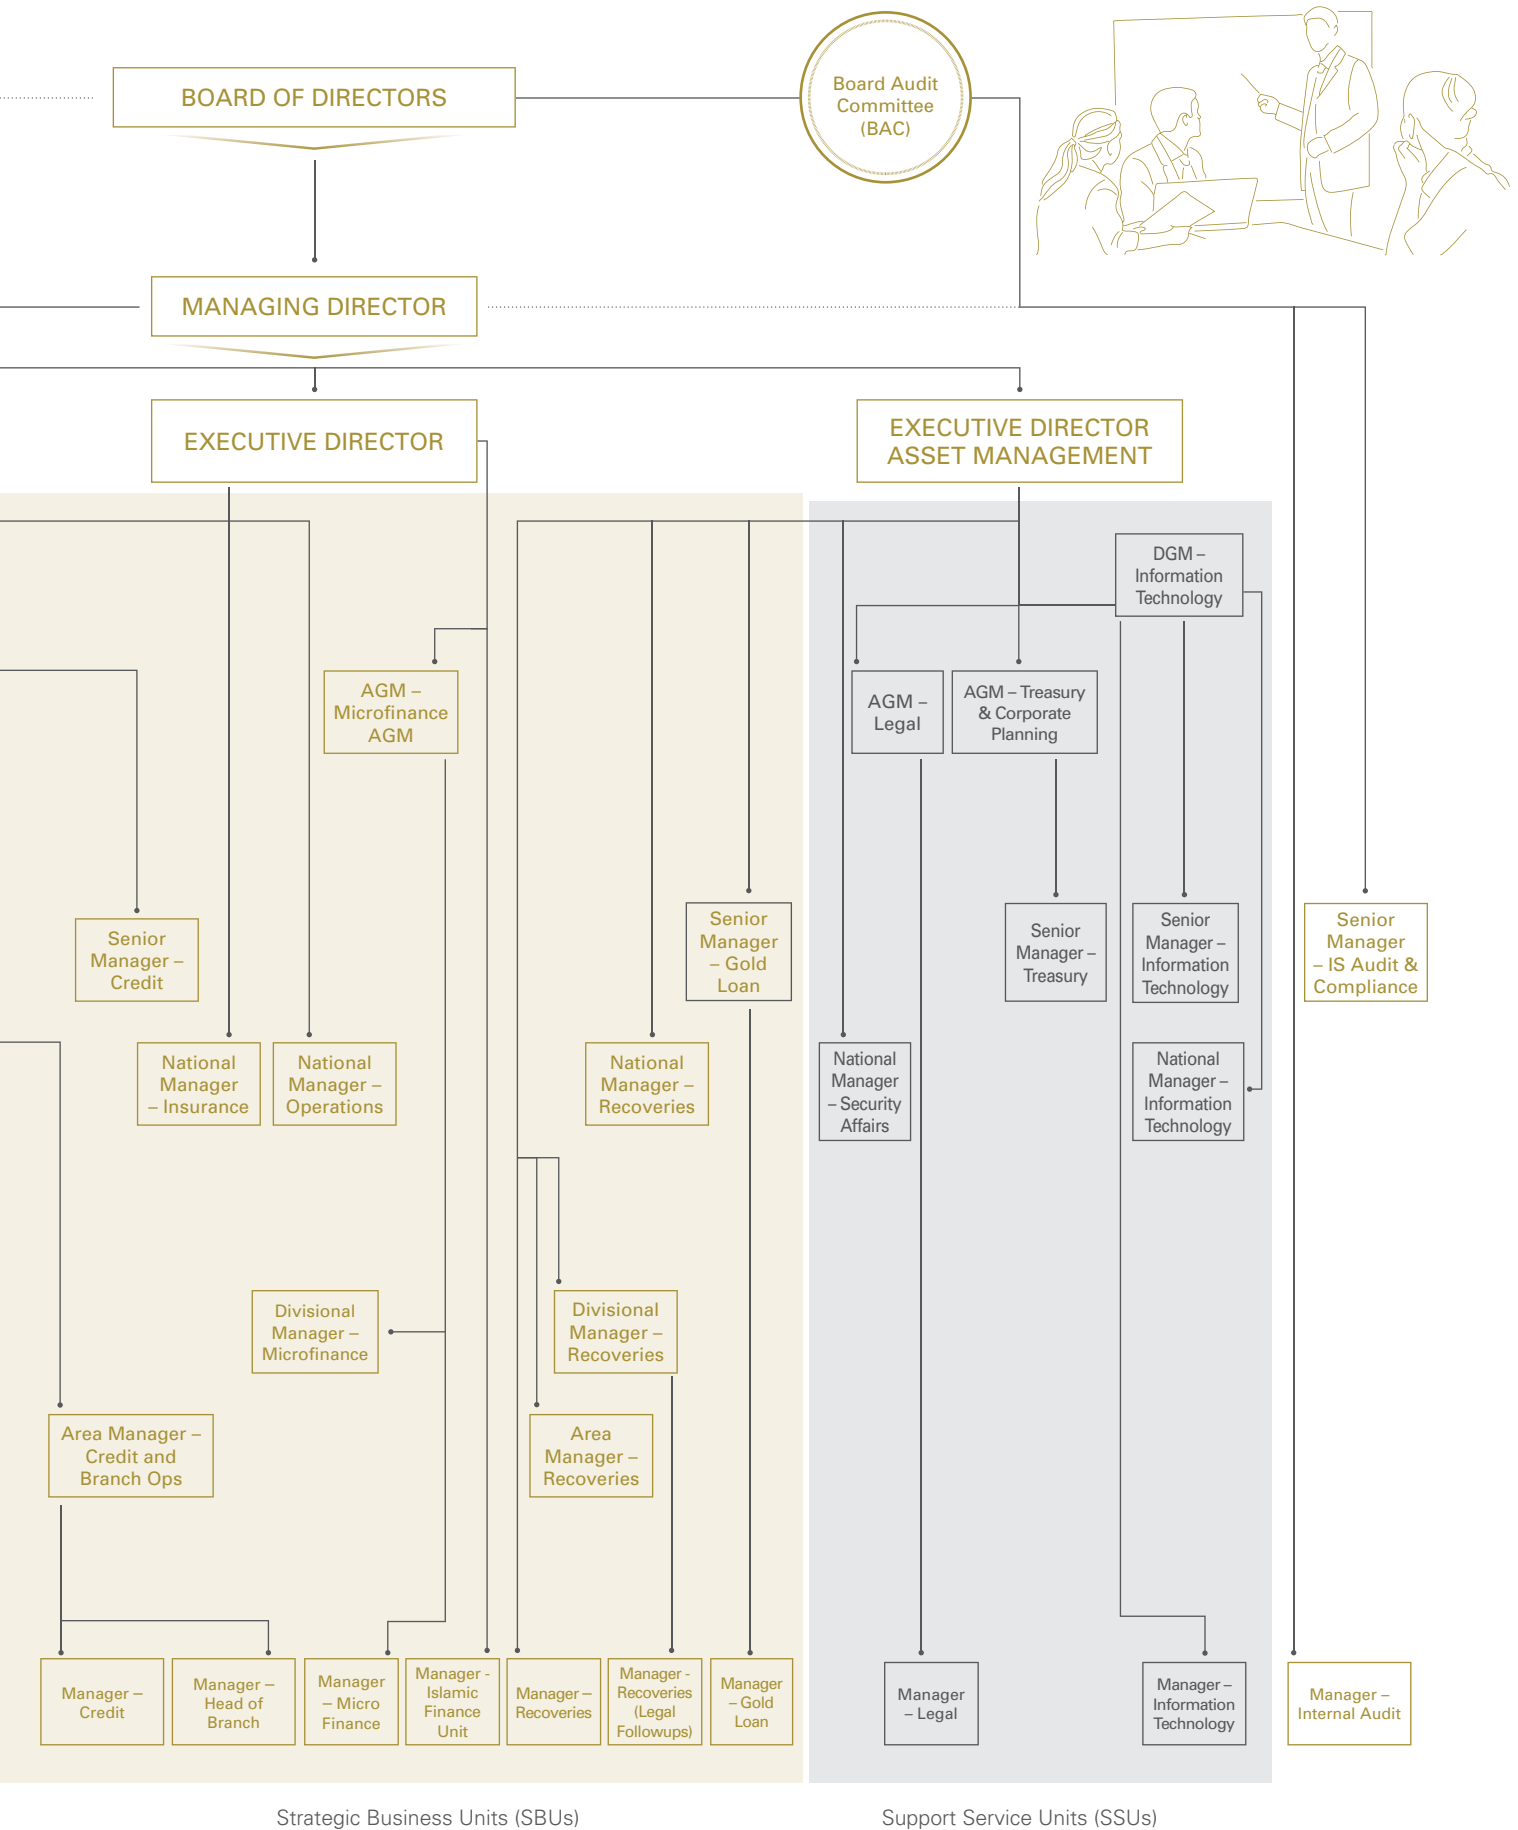 BOARD OF DIRECTORS
Board Audit
Committee
(BAC)
MANAGING DIRECTOR
EXECUTIVE DIRECTOR
EXECUTIVE DIRECTOR
ASSET MANAGEMENT
DGM –
Information
Technology
AGM –
Microfinance
AGM
AGM –
Legal
AGM – Treasury
& Corporate
Planning
Senior
Manager –
Credit
Senior
Manager
– Gold
Loan
Senior
Manager –
Treasury
Senior
Manager –
Information
Technology
Senior
Manager
– IS Audit &
Compliance
National
Manager
– Insurance
National
Manager –
Operations
National
Manager –
Recoveries
National
Manager
– Security
Affairs
National
Manager –
Information
Technology
Divisional
Manager –
Microfinance
Divisional
Manager –
Recoveries
Area Manager –
Credit and
Branch Ops
Area
Manager –
Recoveries
Manager –
Credit
Manager –
Head of
Branch
Manager
– Micro
Finance
Manager -
Islamic
Finance
Unit
Manager –
Recoveries
Manager -
Recoveries
(Legal
Followups)
Manager
– Gold
Loan
Manager
– Legal
Manager –
Information
Technology
Manager –
Internal Audit
Strategic Business Units (SBUs)
Support Service Units (SSUs)